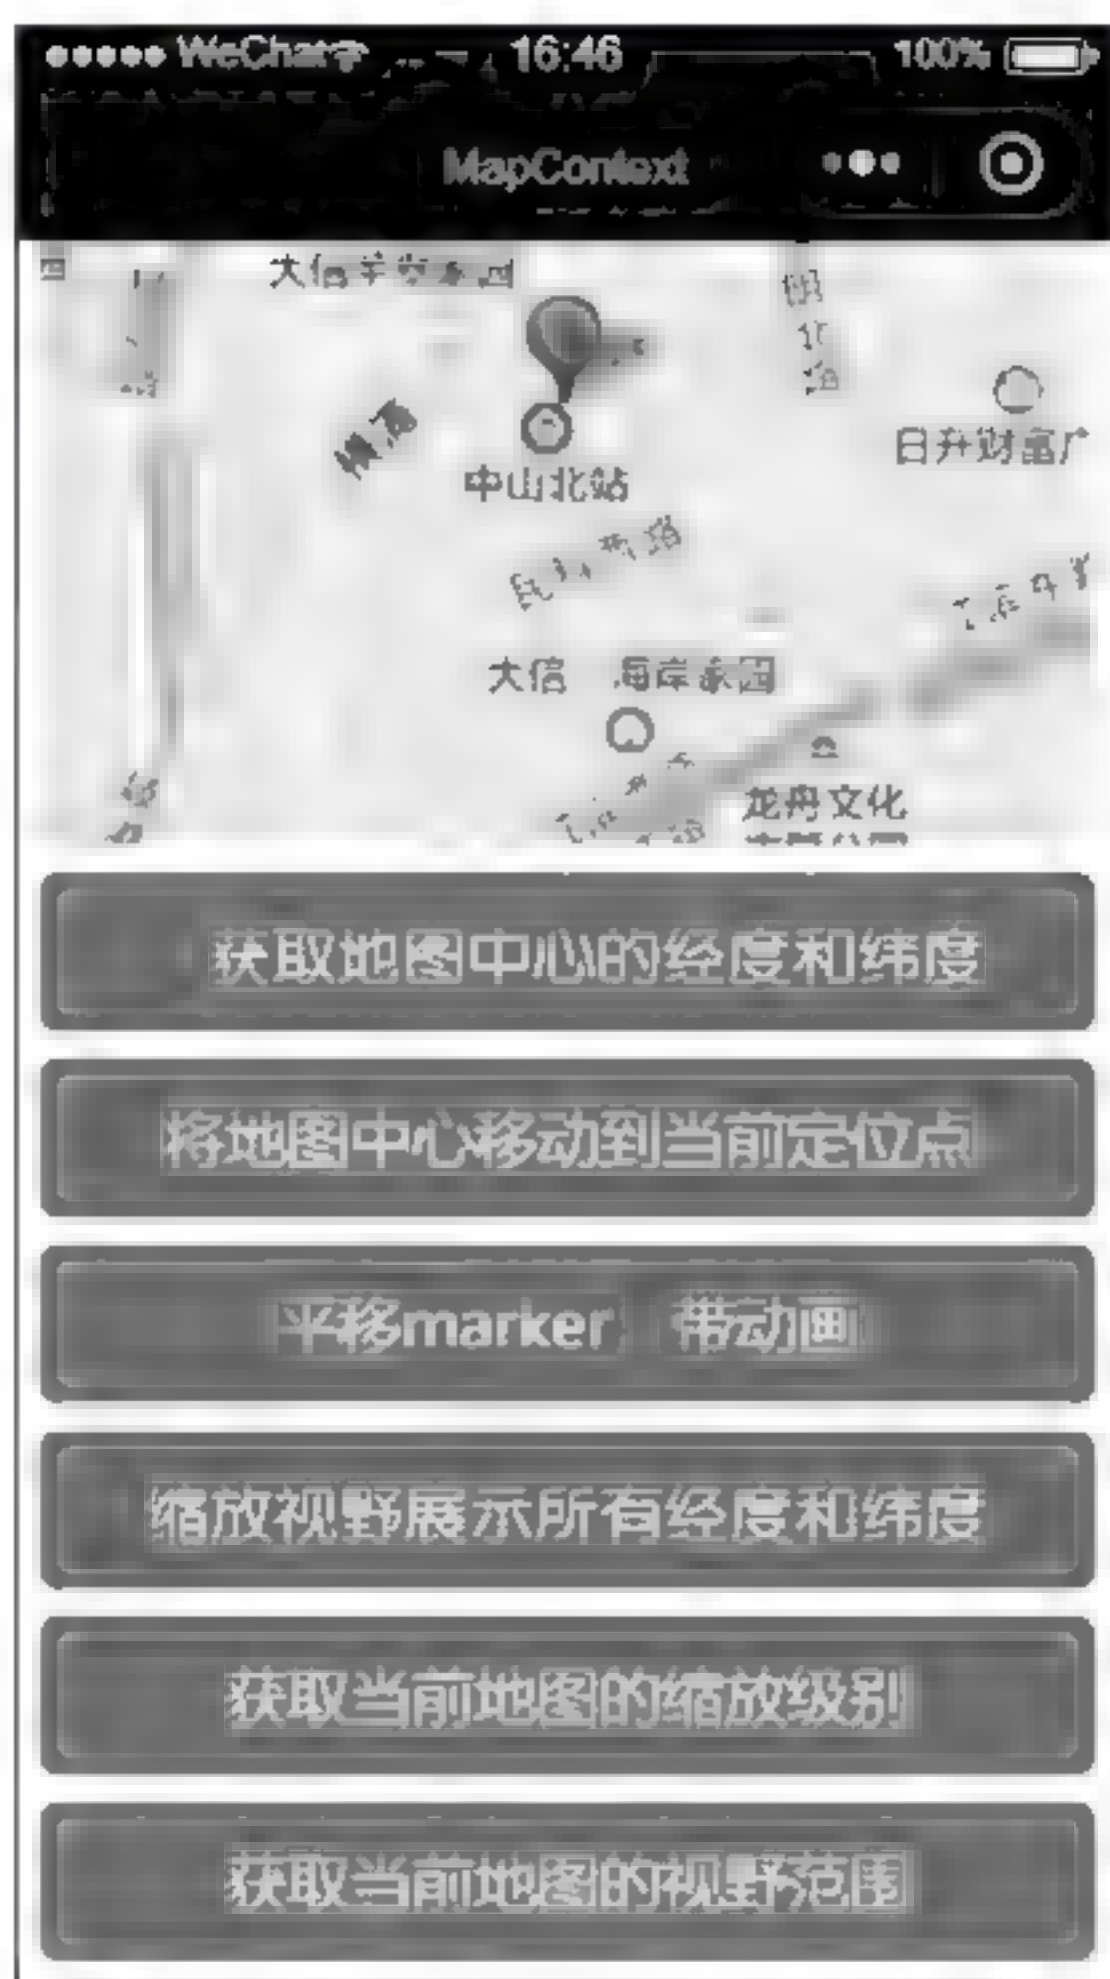 WeChat 16:46 100%
MapContext
中山北站
日升财富广
大信 海岸家园
龙舟文化
获取地图中心的经度和纬度
将地图中心移动到当前定位点
平移marker 带动画
缩放视野展示所有经度和纬度
获取当前地图的缩放级别
获取当前地图的视野范围